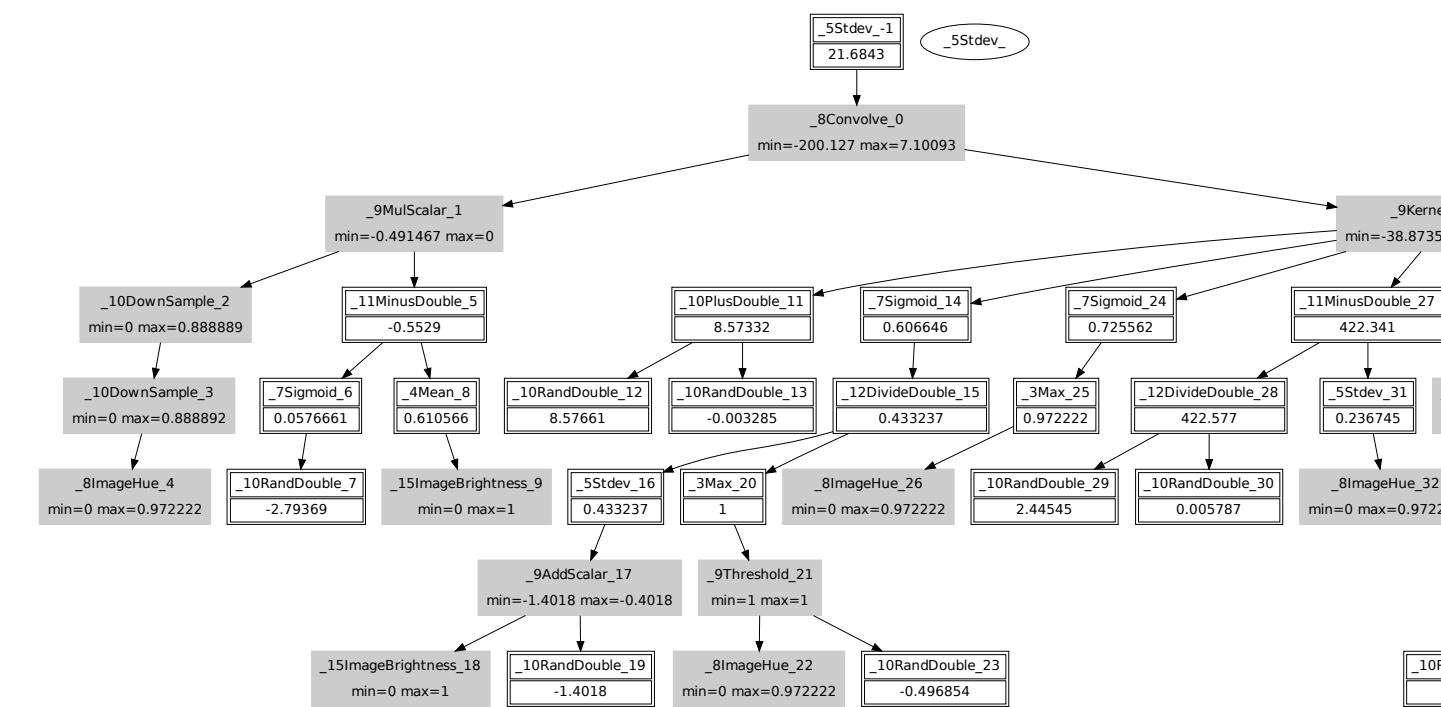 _5Stdev_-1
21.6843
_5Stdev_
_8Convolve_0
min=-200.127 max=7.10093
_9MulScalar_1
min=-0.491467 max=0
min=-38.8735
_10DownSample_2
min=0 max=0.888889
_11MinusDouble_5
-0.5529
_10PlusDouble_11
8.57332
_7Sigmoid_14
0.606646
_7Sigmoid_24
0.725562
_11MinusDouble_27
422.341
_10DownSample_3
min=0 max=0.888892
_7Sigmoid_6
0.0576661
_4Mean_8
0.610566
_10RandDouble_12
8.57661
_10RandDouble_13
-0.003285
_12DivideDouble_15
0.433237
_3Max_25
0.972222
_12DivideDouble_28
422.577
_5Stdev_31
0.236745
_8ImageHue_4
min=0 max=0.972222
_10RandDouble_7
-2.79369
_15ImageBrightness_9
min=0 max=1
_5Stdev_16
0.433237
_3Max_20
1
_8ImageHue_26
min=0 max=0.972222
_10RandDouble_29
2.44545
_10RandDouble_30
0.005787
_8ImageHue_32
min=0
_9AddScalar_17
min=-1.4018 max=-0.4018
_9Threshold_21
min=1 max=1
_15ImageBrightness_18
min=0 max=1
_10RandDouble_19
-1.4018
_8ImageHue_22
min=0 max=0.972222
_10RandDouble_23
-0.496854